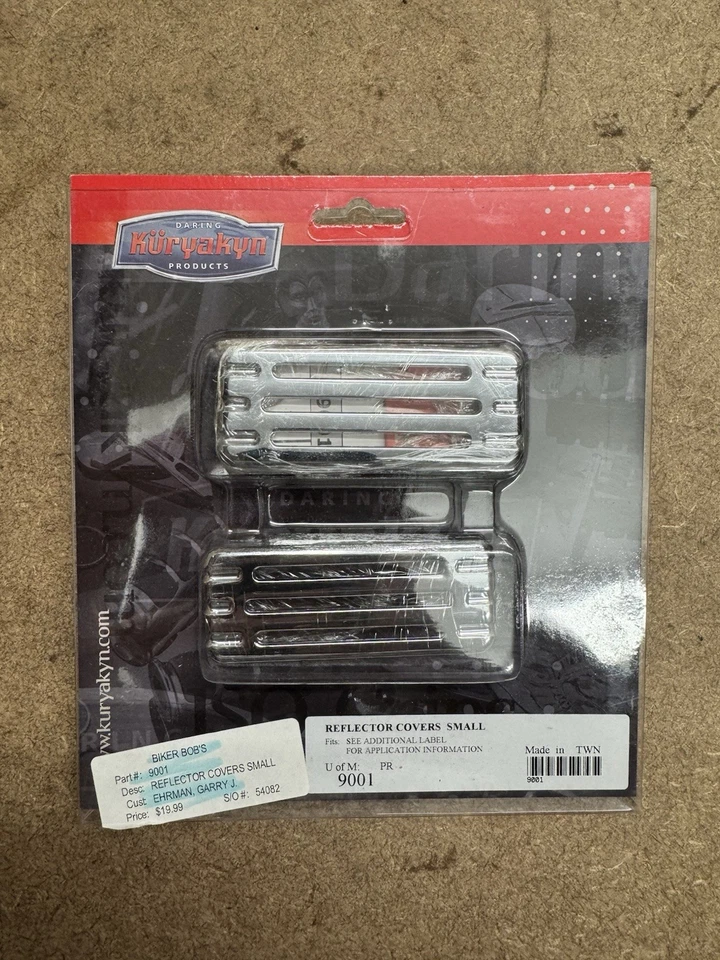 DARING
Küryakyn
PRODUCTS
DARING
www.kuryakyn.com
BIKER BOB'S
Part#: 9001
Desc: REFLECTOR COVERS SMALL
Cust: EHRMAN, GARRY J.
S/O#: 54082
Price: $19.99
REFLECTOR COVERS SMALL
Fits: SEE ADDITIONAL LABEL
FOR APPLICATION INFORMATION
U of M: PR
9001
Made in TWN
9001